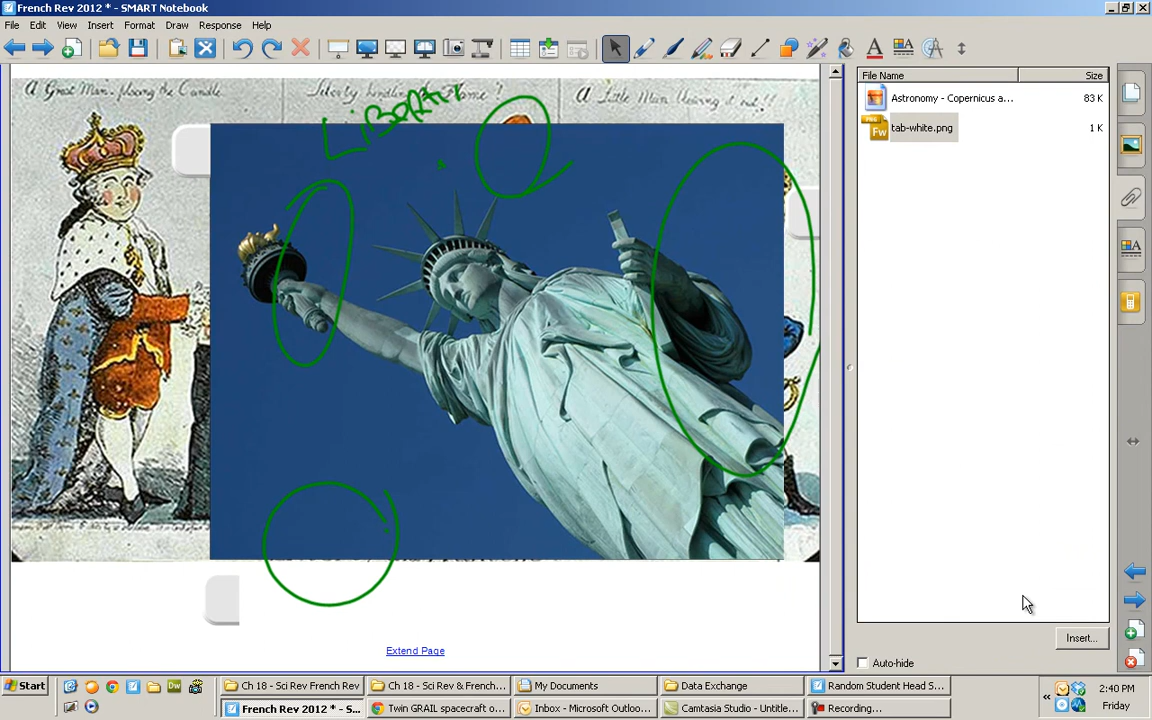 French Rev 2012 * - SMART Notebook
File Edit View Insert Format Draw Response Help
A Great Man. plasing the Candle
A Little Man blowing it out!!
Liberty
File Name Size
Astronomy - Copernicus a... 83 K
tab-white.png 1 K
Extend Page
Insert...
Auto-hide
Start
Ch 18 - Sci Rev French Rev
Ch 18 - Sci Rev & French...
My Documents
Data Exchange
Random Student Head S...
French Rev 2012 * - S...
Twin GRAIL spacecraft o...
Inbox - Microsoft Outloo...
Camtasia Studio - Untitle...
Recording...
2:40 PM
Friday